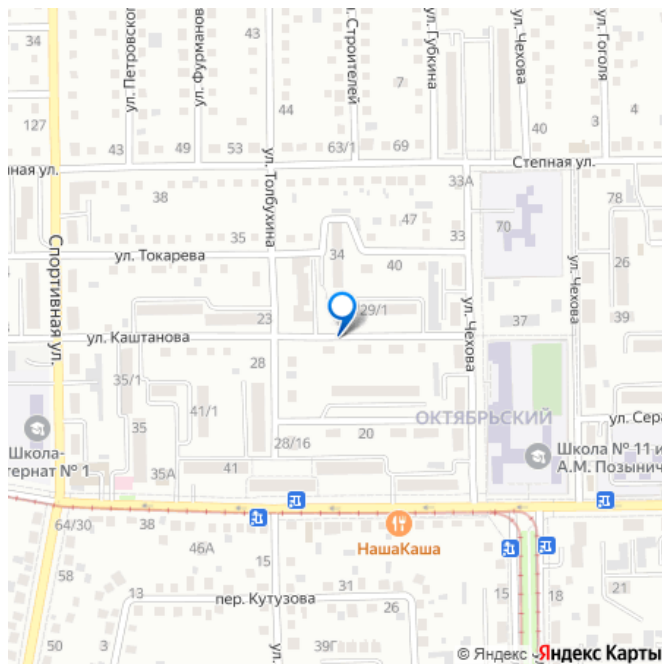 34
ул. Петровског
ул. Фурманова
л. Строителей
ул. Губкина
ул. Чехова
ул. Гоголя
7
44
3
4
127
43
49
53
63/1
69
40
ная ул.
Степная ул.
33А
38
ул. Толбухина
47
70
78
35
33
ул. Токарева
34
40
26
Спортивная ул.
ул. Чехова
29/1
23
ул. Чехова
37
39
ул. Каштанова
28
35/1
41/1
ОКТЯБРЬСКИЙ
ул. Сера
35
20
28/16
Школа-
тернат № 1
Школа № 11 и
А.М. Позынич
35А
41
64/30
38
НашаКаша
46А
15
58
31
13
пер. Кутузова
26
15
18
21
50
3
39Г
ул.
© Яндекс
Яндекс Карты